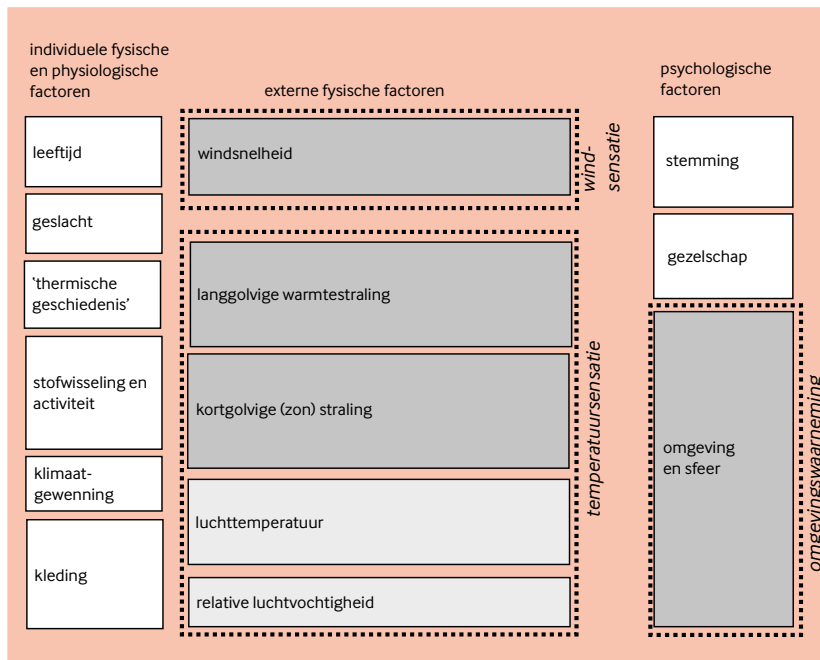 individuele fysische
en physiologische
factoren
leeftijd
geslacht
'thermische
geschiedenis'
stofwisseling en
activiteit
klimaat-
gewenning
kleding
externe fysische factoren
windsnelheid
wind-
sensatie
langgolvige warmtestraling
kortgolvige (zon) straling
luchttemperatuur
relative luchtvochtigheid
temperatuursensatie
psychologische
factoren
stemming
gezelschap
omgeving
en sfeer
omgevingswaarneming